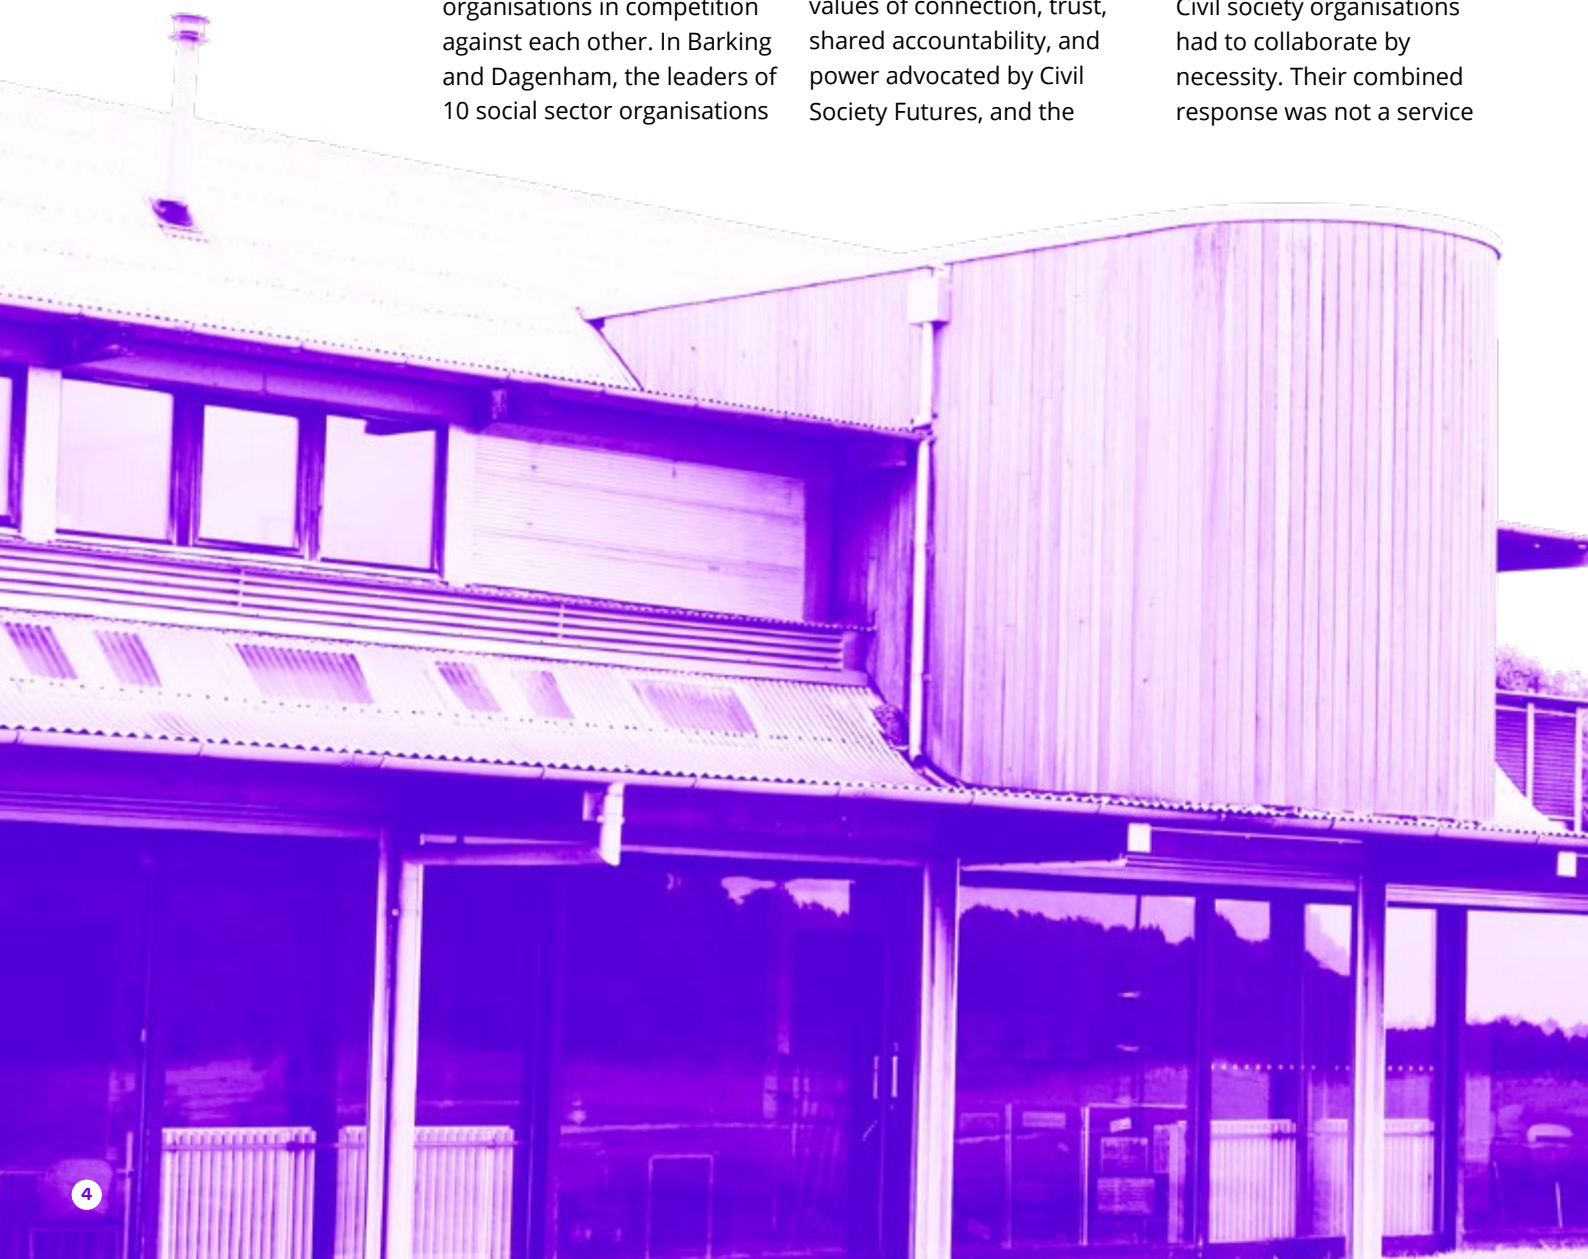 organisations in competition
against each other. In Barking
and Dagenham, the leaders of
10 social sector organisations
values of connection, trust,
shared accountability, and
power advocated by Civil
Society Futures, and the
Civil society organisations
had to collaborate by
necessity. Their combined
response was not a service
4